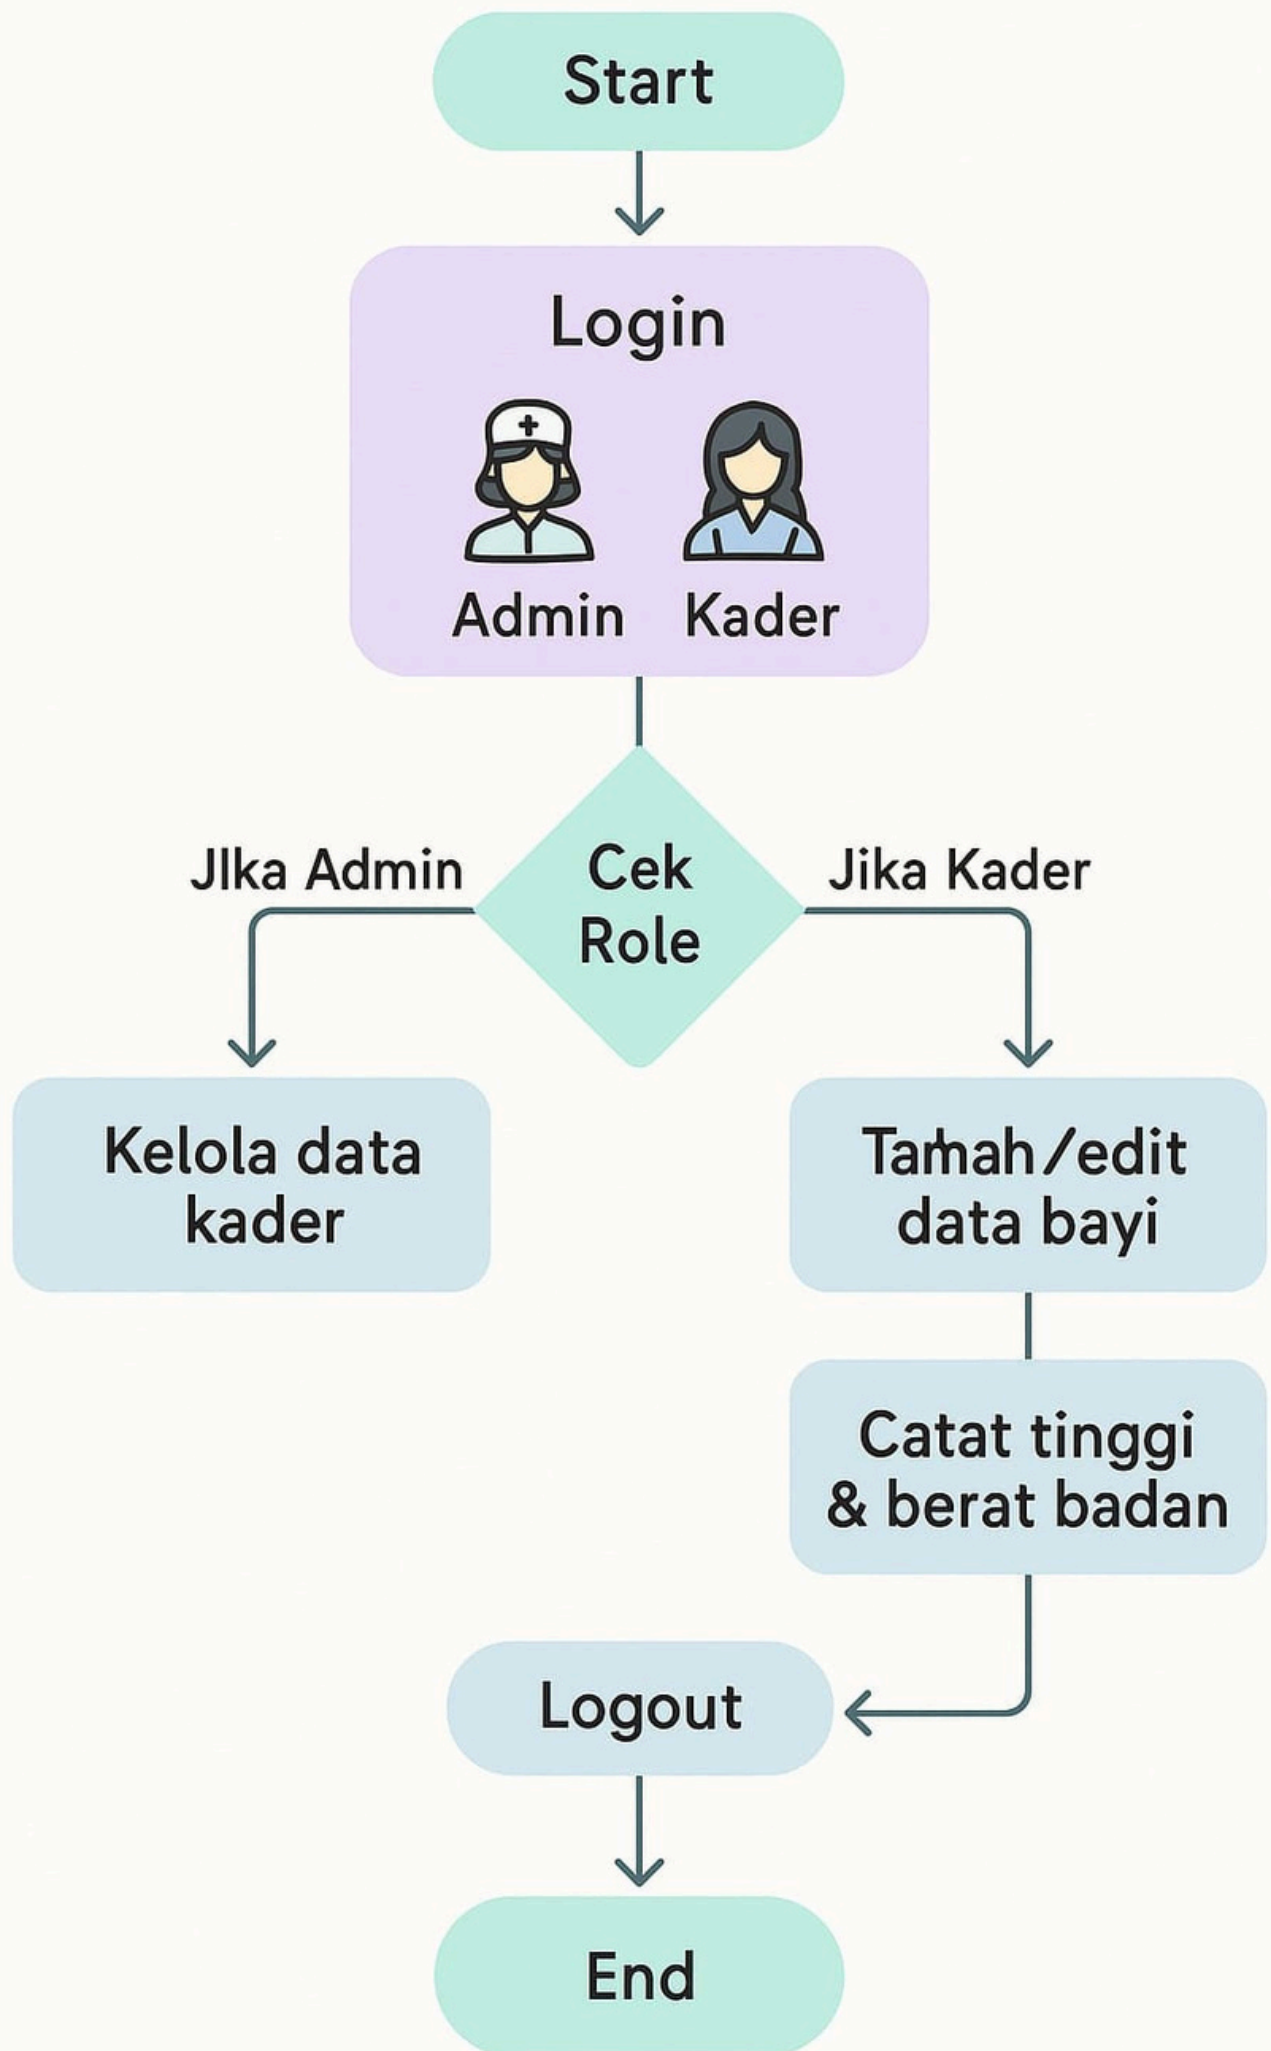 Start
Login
Admin
Kader
Cek
Role
JIka Admin
Jika Kader
Kelola data
kader
Tamah/edit
data bayi
Catat tinggi
& berat badan
Logout
End